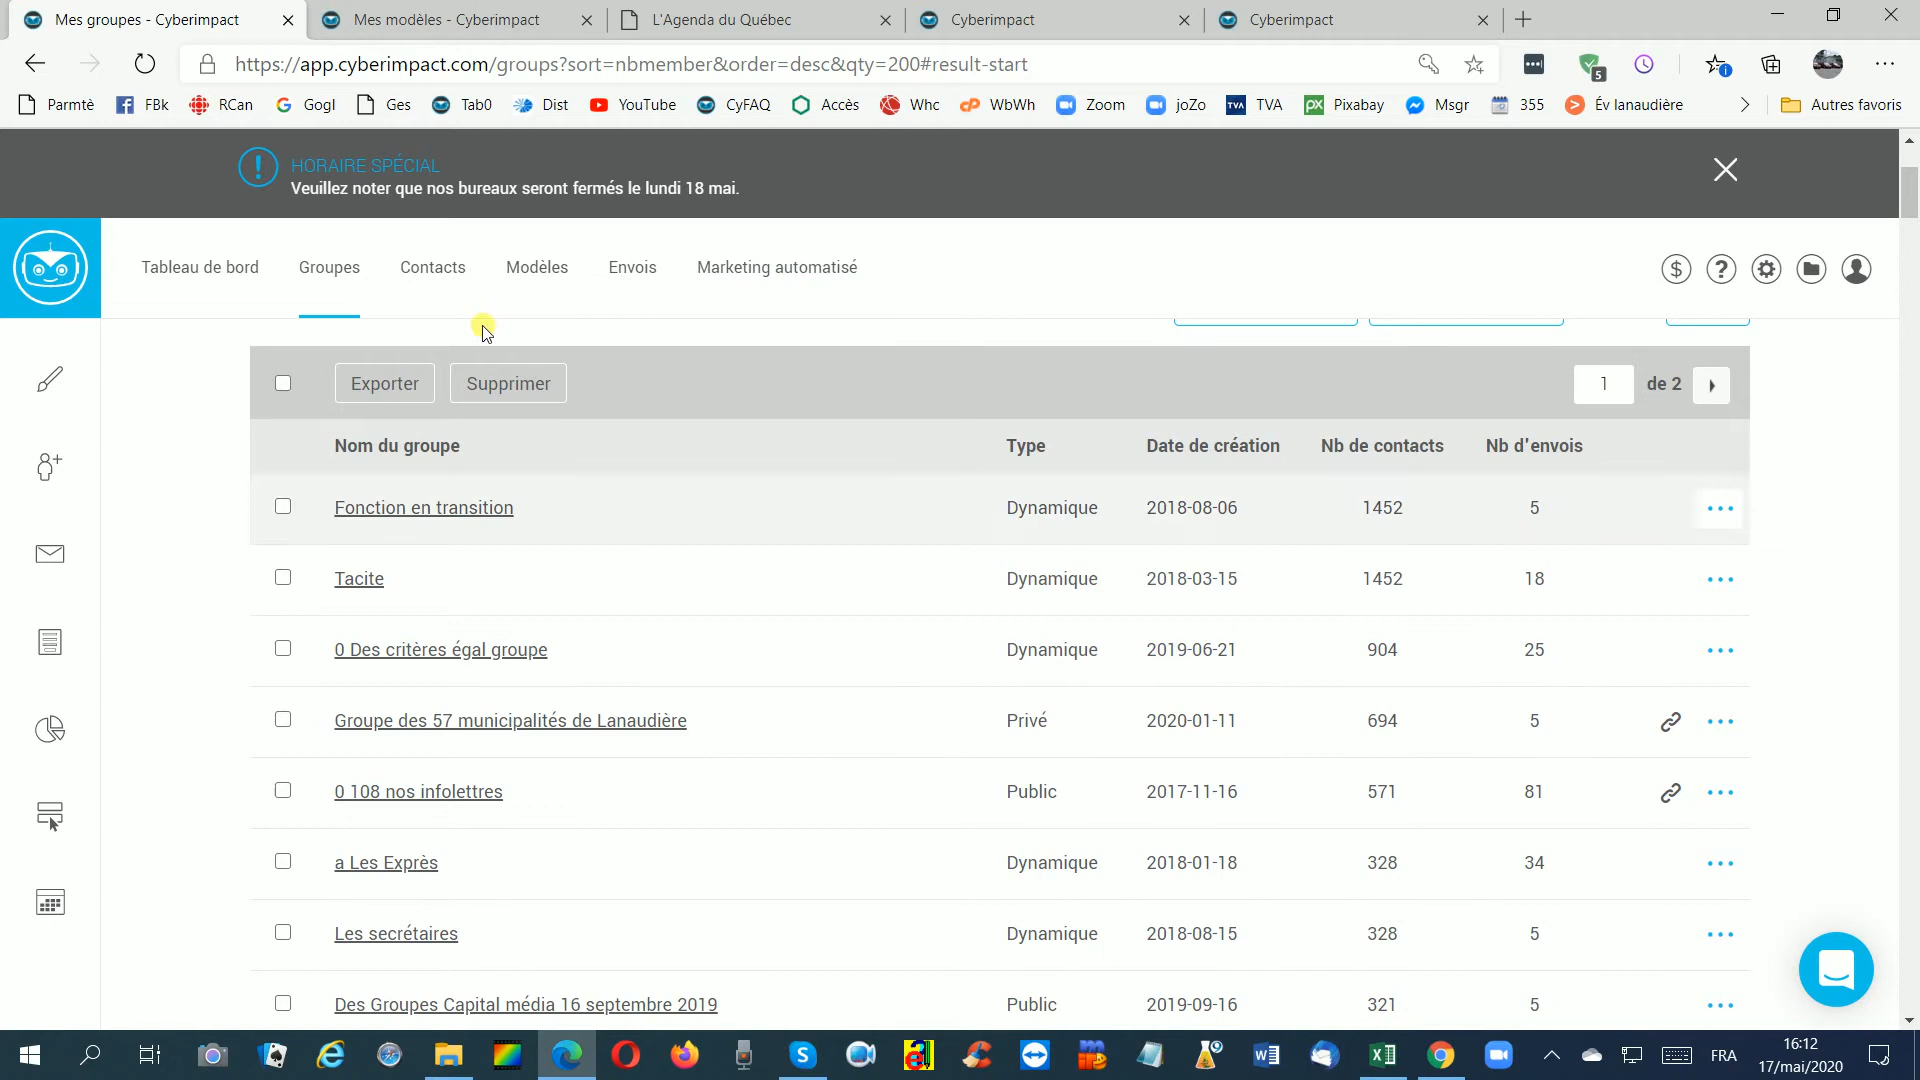 Mes groupes - Cyberimpact
Mes modèles - Cyberimpact
L'Agenda du Québec
Cyberimpact
Cyberimpact
https://app.cyberimpact.com/groups?sort=nbmember&order=desc&qty=200#result-start
5
Parmtè
FBk
RCan
Gogl
Ges
Tab0
Dist
YouTube
CyFAQ
Accès
Whc
WbWh
Zoom
joZo
TVA
Pixabay
Msgr
355
Év lanaudière
Autres favoris
HORAIRE SPÉCIAL
Veuillez noter que nos bureaux seront fermés le lundi 18 mai.
Tableau de bord
Groupes
Contacts
Modèles
Envois
Marketing automatisé
Exporter
Supprimer
1
de 2
Nom du groupe Type Date de création Nb de contacts Nb d'envois
Fonction en transition Dynamique 2018-08-06 1452 5
Tacite Dynamique 2018-03-15 1452 18
0 Des critères égal groupe Dynamique 2019-06-21 904 25
Groupe des 57 municipalités de Lanaudière Privé 2020-01-11 694 5
0 108 nos infolettres Public 2017-11-16 571 81
a Les Exprès Dynamique 2018-01-18 328 34
Les secrétaires Dynamique 2018-08-15 328 5
Des Groupes Capital média 16 septembre 2019 Public 2019-09-16 321 5
FRA
16:12
17/mai/2020